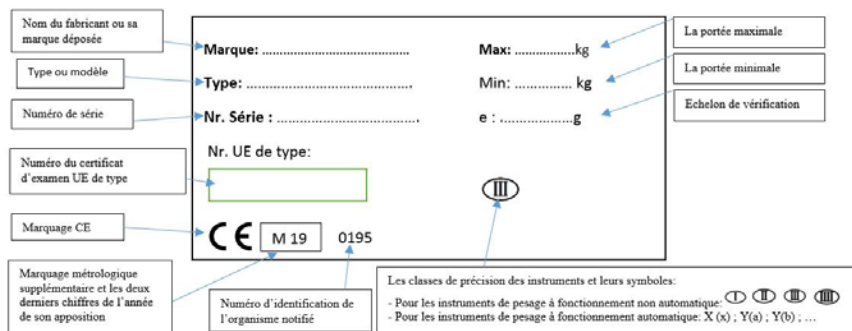 Nom du fabricant ou sa
marque déposée
Type ou modèle
Numéro de série
Numéro du certificat
d'examen UE de type
Marquage CE
Marquage métrologique
supplémentaire et les deux
derniers chiffres de l'année
de son apposition
Marque: .......................................
Type: ............................................
Nr. Série : ......................................
Nr. UE de type:
CE
M 19
0195
Max: ................kg
Min: ............... kg
e : ................g
III
La portée maximale
La portée minimale
Echelon de vérification
Numéro d'identification de
l'organisme notifié
Les classes de précision des instruments et leurs symboles:
- Pour les instruments de pesage à fonctionnement non automatique: I II III IIII
- Pour les instruments de pesage à fonctionnement automatique: X (x) ; Y(a) ; Y(b) ; …